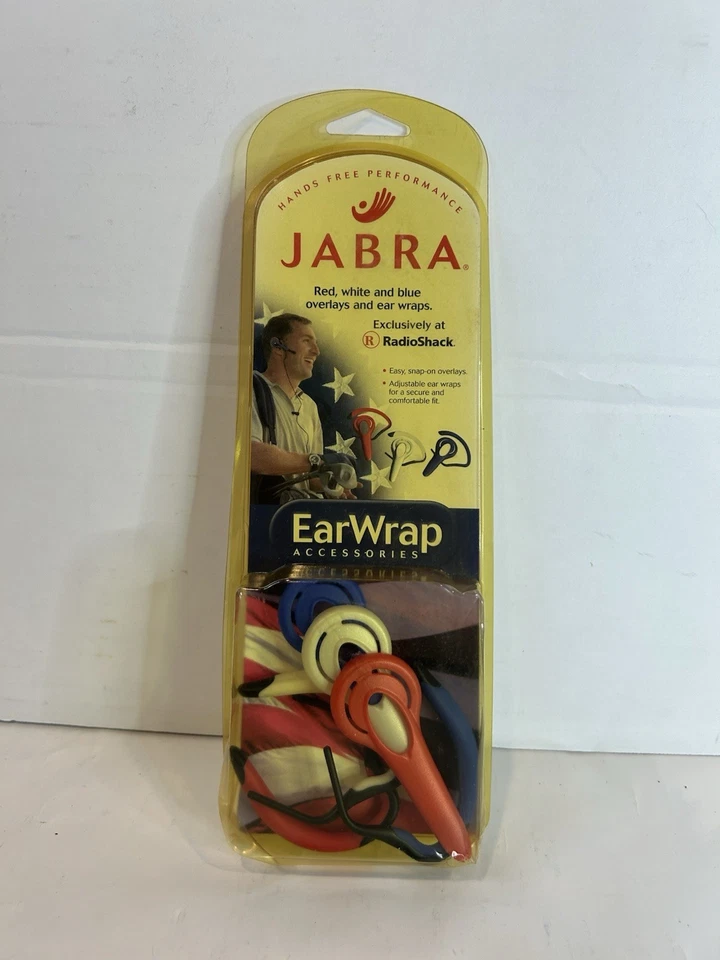 HANDS FREE PERFORMANCE
JABRA®
Red, white and blue
overlays and ear wraps.
Exclusively at
R RadioShack.
• Easy, snap-on overlays.
• Adjustable ear wraps
for a secure and
comfortable fit.
EarWrap
ACCESSORIES